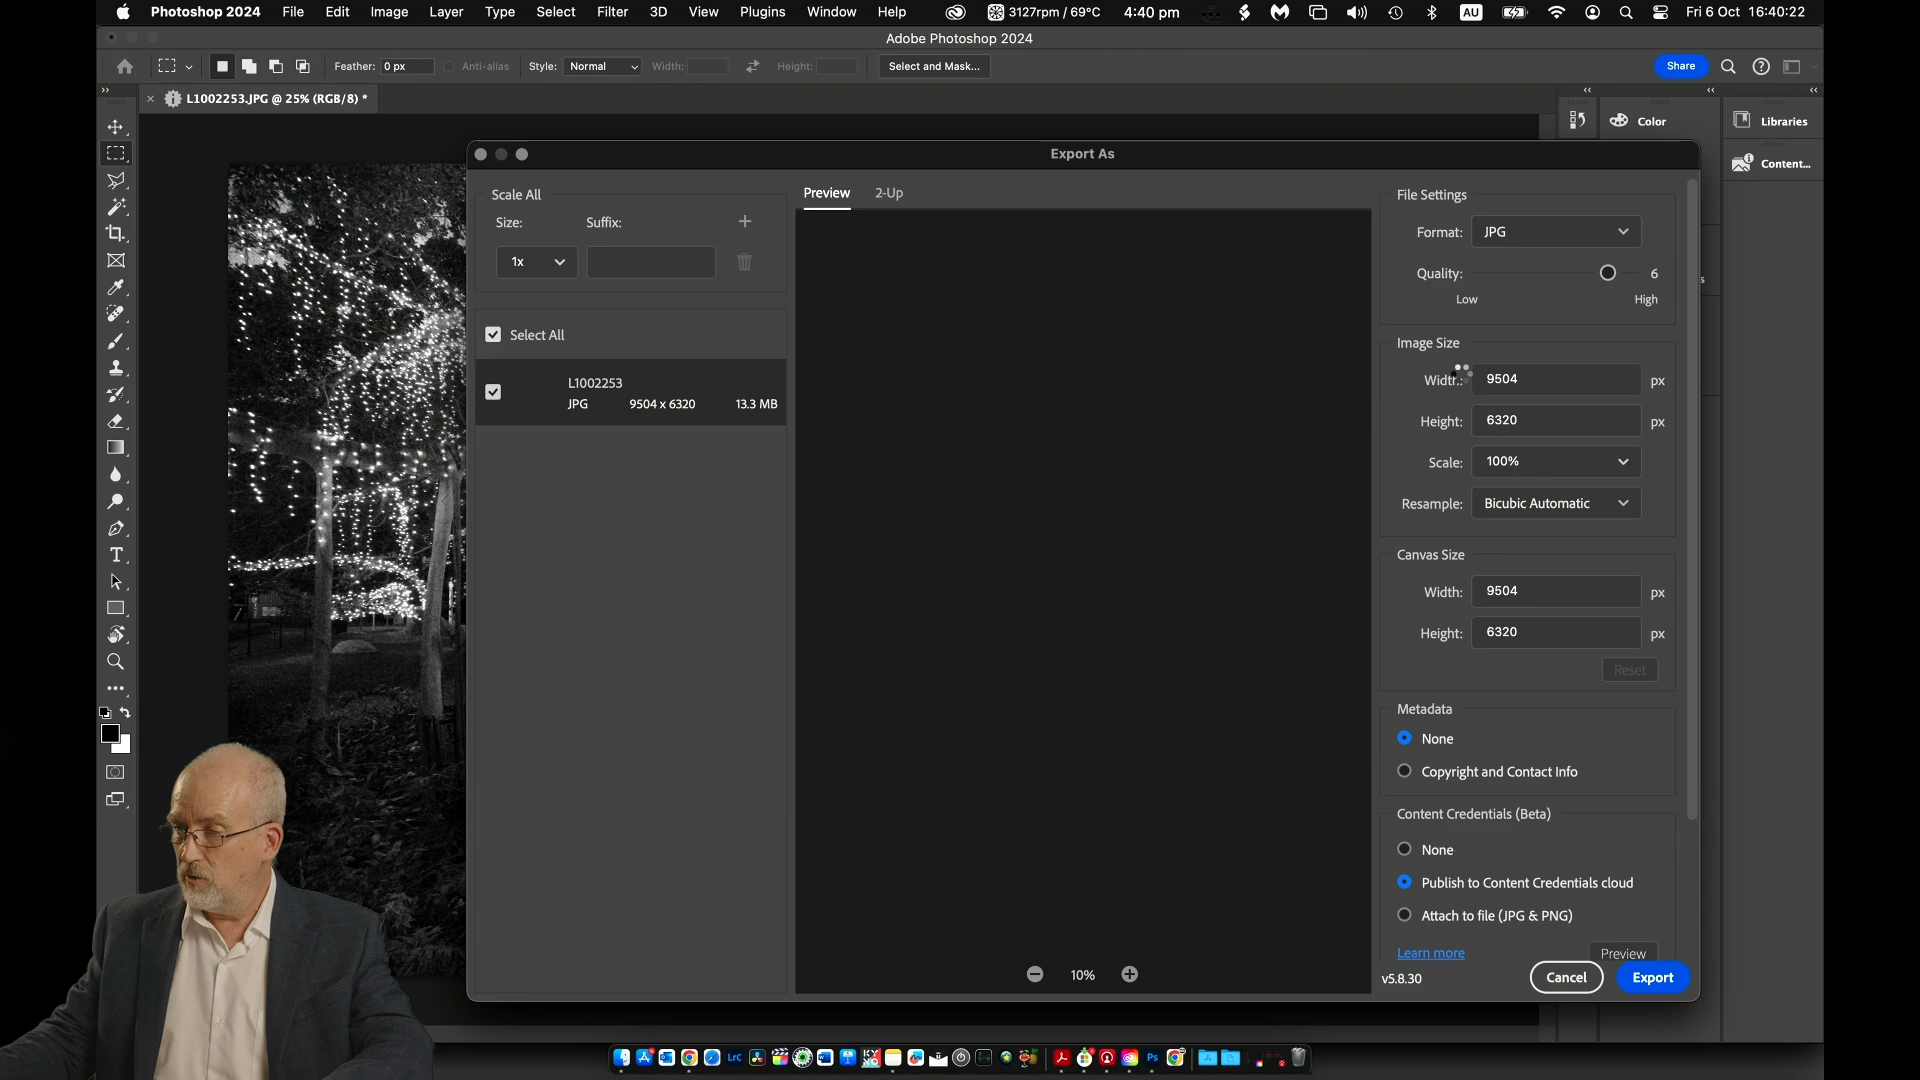 Photoshop 2024 File Edit Image Layer Type Select Filter 3D View Plugins Window Help 3127rpm / 69°C 4:40 pm AU Fri 6 Oct 16:40:22
Adobe Photoshop 2024
Feather: 0 px Anti-alias Style: Normal Width: Height: Select and Mask... Share
L1002253.JPG @ 25% (RGB/8) *
Color
Libraries
Content...
Export As
Scale All
Size: Suffix:
1x
Select All
L1002253
JPG 9504 x 6320 13.3 MB
Preview 2-Up
10%
File Settings
Format: JPG
Quality: 6
Low High
Image Size
Width: 9504 px
Height: 6320 px
Scale: 100%
Resample: Bicubic Automatic
Canvas Size
Width: 9504 px
Height: 6320 px
Reset
Metadata
None
Copyright and Contact Info
Content Credentials (Beta)
None
Publish to Content Credentials cloud
Attach to file (JPG & PNG)
Learn more Preview
v5.8.30 Cancel Export
LrC Ps